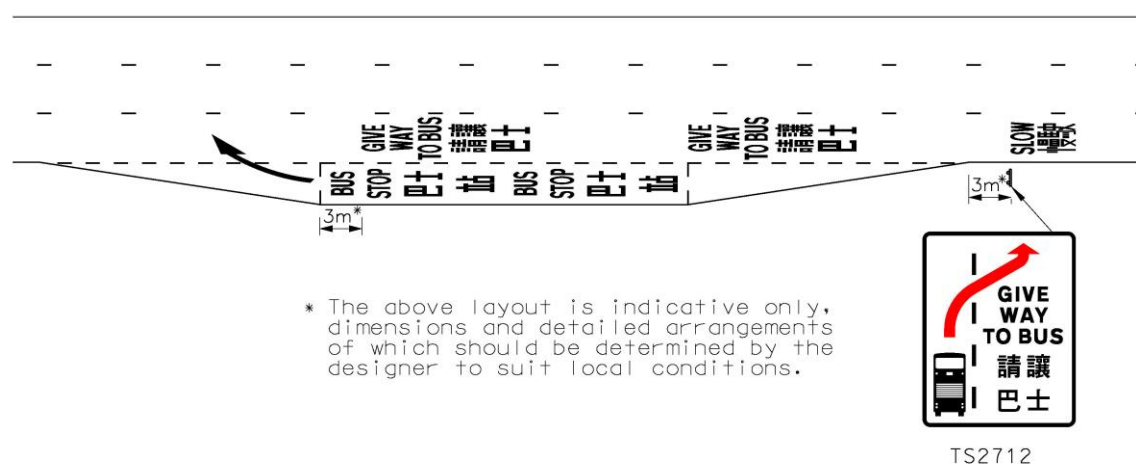 GIVE
WAY
TO BUS
請讓
巴士
GIVE
WAY
TO BUS
請讓
巴士
SLOW
慢駛
BUS
STOP
巴士
站
BUS
STOP
巴士
站
3m*
3m*
GIVE
WAY
TO BUS
請讓
巴士
* The above layout is indicative only,
dimensions and detailed arrangements
of which should be determined by the
designer to suit local conditions.
TS2712